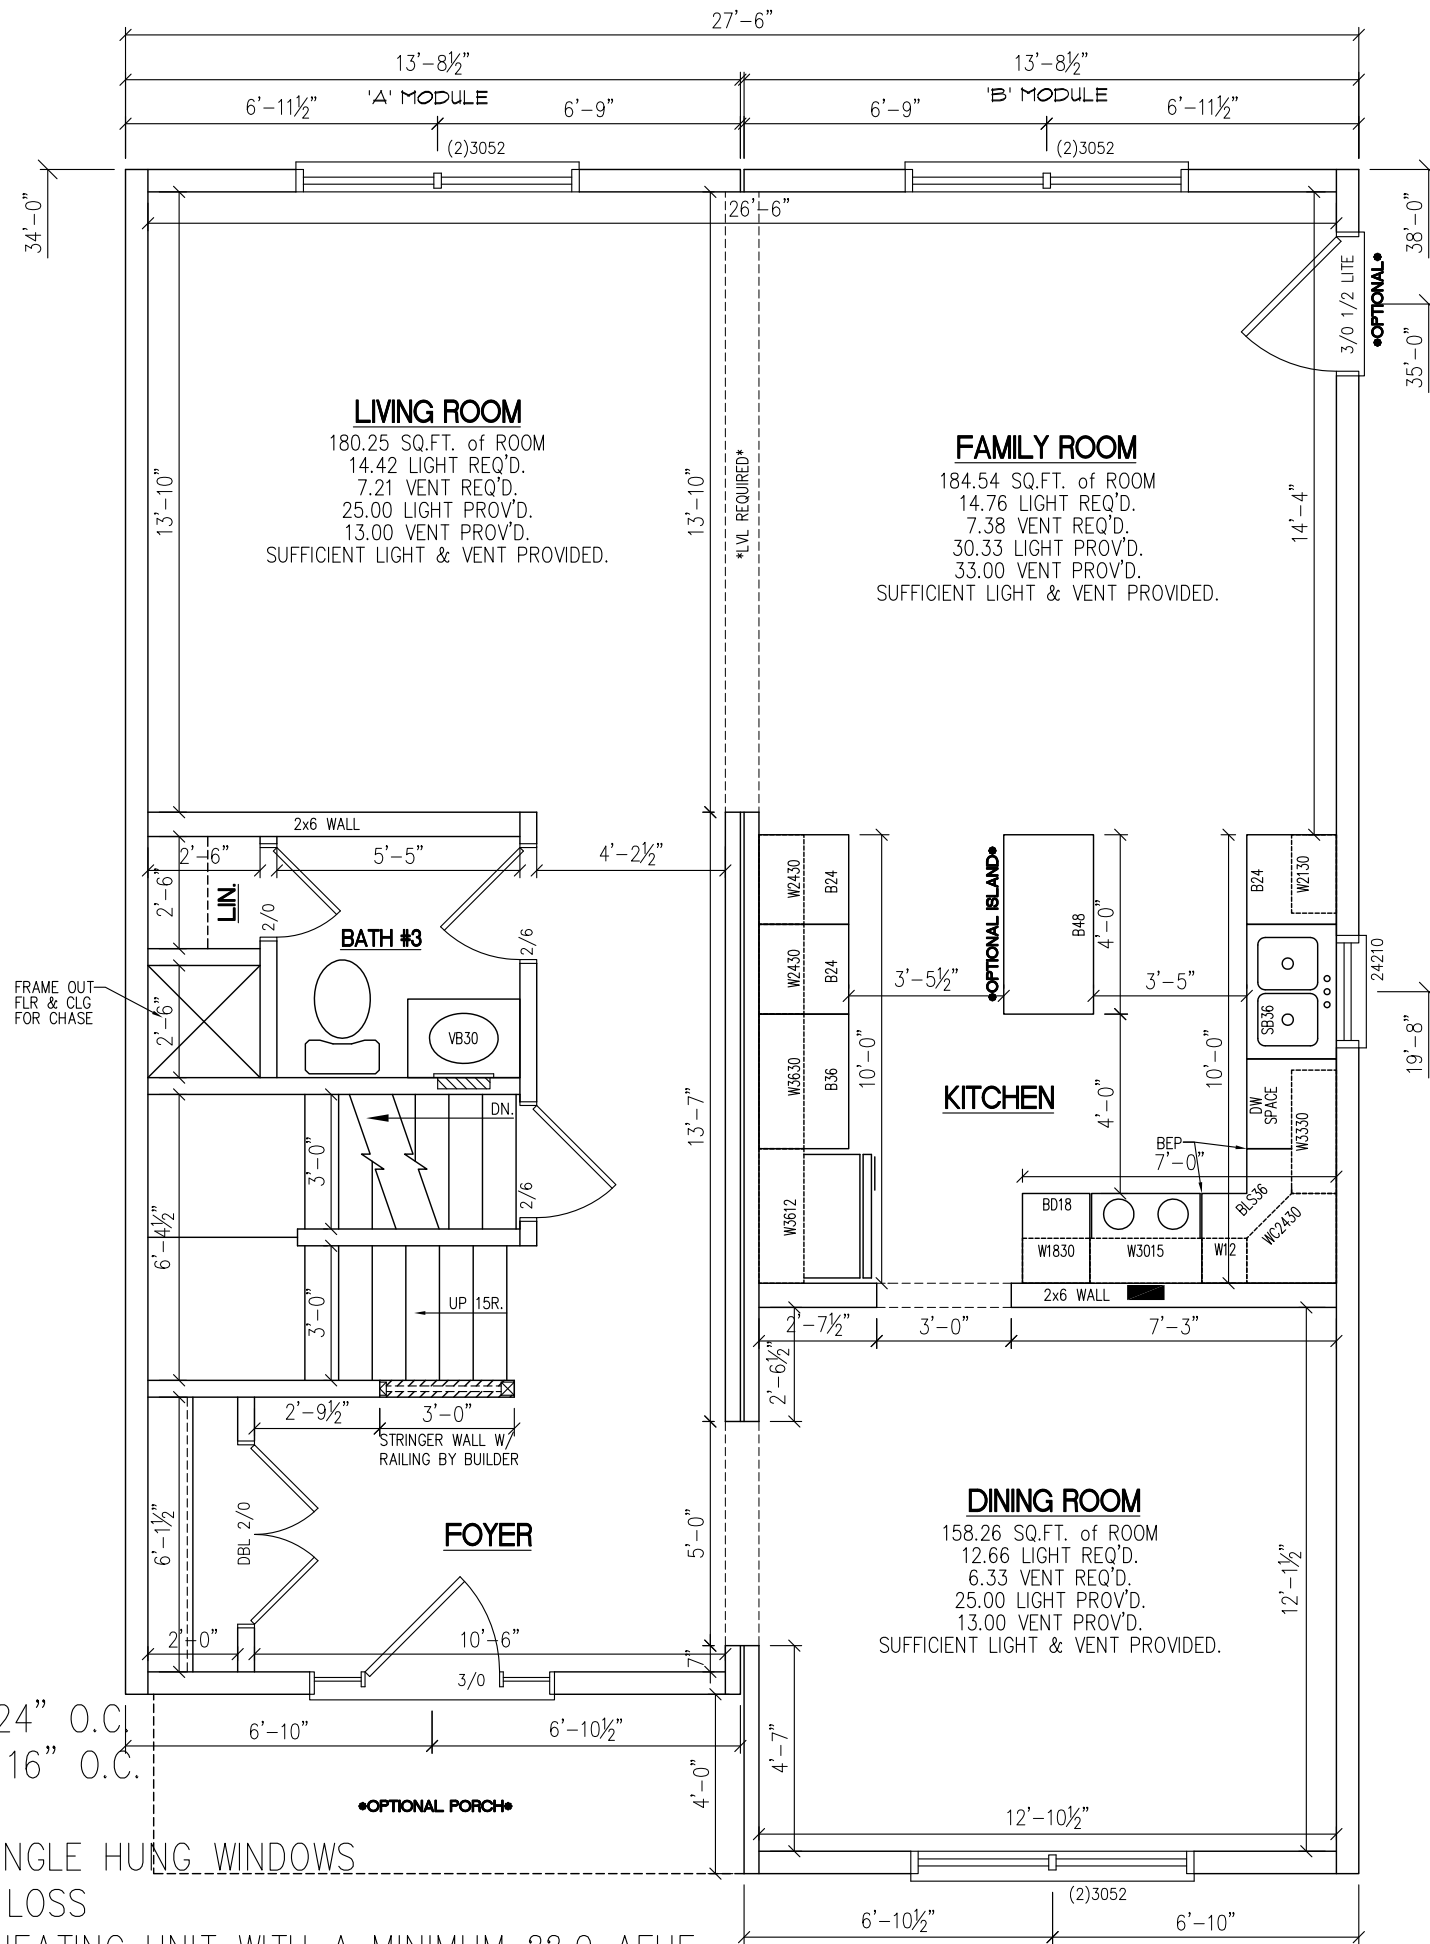 27'-6"
13'-8½"
13'-8½"
'A' MODULE
'B' MODULE
6'-11½"
6'-9"
6'-9"
6'-11½"
(2)3052
(2)3052
34'-0"
26'-6"
38'-0"
3/0 1/2 LITE
*OPTIONAL*
35'-0"
LIVING ROOM
180.25 SQ.FT. of ROOM
14.42 LIGHT REQ'D.
7.21 VENT REQ'D.
25.00 LIGHT PROV'D.
13.00 VENT PROV'D.
SUFFICIENT LIGHT & VENT PROVIDED.
13'-10"
13'-10"
*LVL REQUIRED*
FAMILY ROOM
184.54 SQ.FT. of ROOM
14.76 LIGHT REQ'D.
7.38 VENT REQ'D.
30.33 LIGHT PROV'D.
33.00 VENT PROV'D.
SUFFICIENT LIGHT & VENT PROVIDED.
14'-4"
2x6 WALL
2'-6"
5'-5"
4'-2½"
2'-6"
LIN.
2/0
BATH #3
2/6
FRAME OUT
FLR & CLG
FOR CHASE
2'-6"
VB30
W2430
B24
W2430
B24
W3630
B36
W3612
10'-0"
3'-5½"
*OPTIONAL ISLAND*
B48
4'-0"
3'-5"
B24
W2130
SB36
24210
19'-8"
10'-0"
KITCHEN
4'-0"
DW
SPACE
W3330
BEP
7'-0"
BLS36
WC2430
BD18
W1830
W3015
W12
2x6 WALL
DN.
3'-0"
2/6
13'-7"
6'-4½"
3'-0"
UP 15R.
2'-7½"
3'-0"
7'-3"
2'-6½"
2'-9½"
3'-0"
STRINGER WALL W/
RAILING BY BUILDER
DBL 2/0
6'-1½"
FOYER
5'-0"
DINING ROOM
158.26 SQ.FT. of ROOM
12.66 LIGHT REQ'D.
6.33 VENT REQ'D.
25.00 LIGHT PROV'D.
13.00 VENT PROV'D.
SUFFICIENT LIGHT & VENT PROVIDED.
12'-1½"
2'-0"
10'-6"
7"
3/0
24" O.C.
16" O.C.
6'-10"
6'-10½"
4'-0"
4'-7"
*OPTIONAL PORCH*
12'-10½"
NGLE HUNG WINDOWS
LOSS
(2)3052
6'-10½"
6'-10"